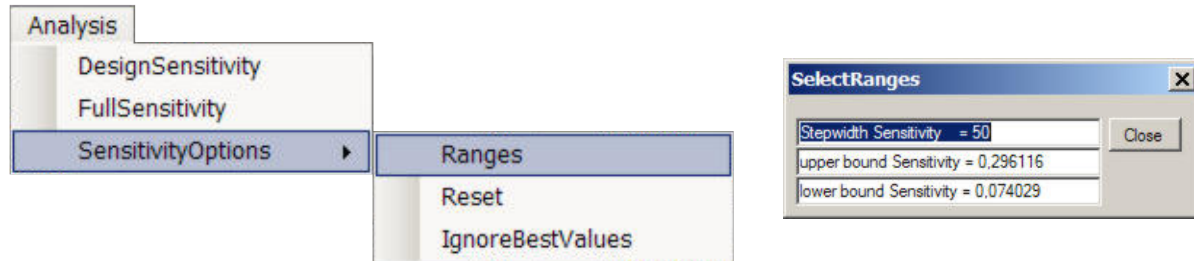 Analysis
DesignSensitivity
FullSensitivity
SensitivityOptions
Ranges
Reset
IgnoreBestValues
SelectRanges
Stepwidth Sensitivity = 50
Close
upper bound Sensitivity = 0,296116
lower bound Sensitivity = 0,074029